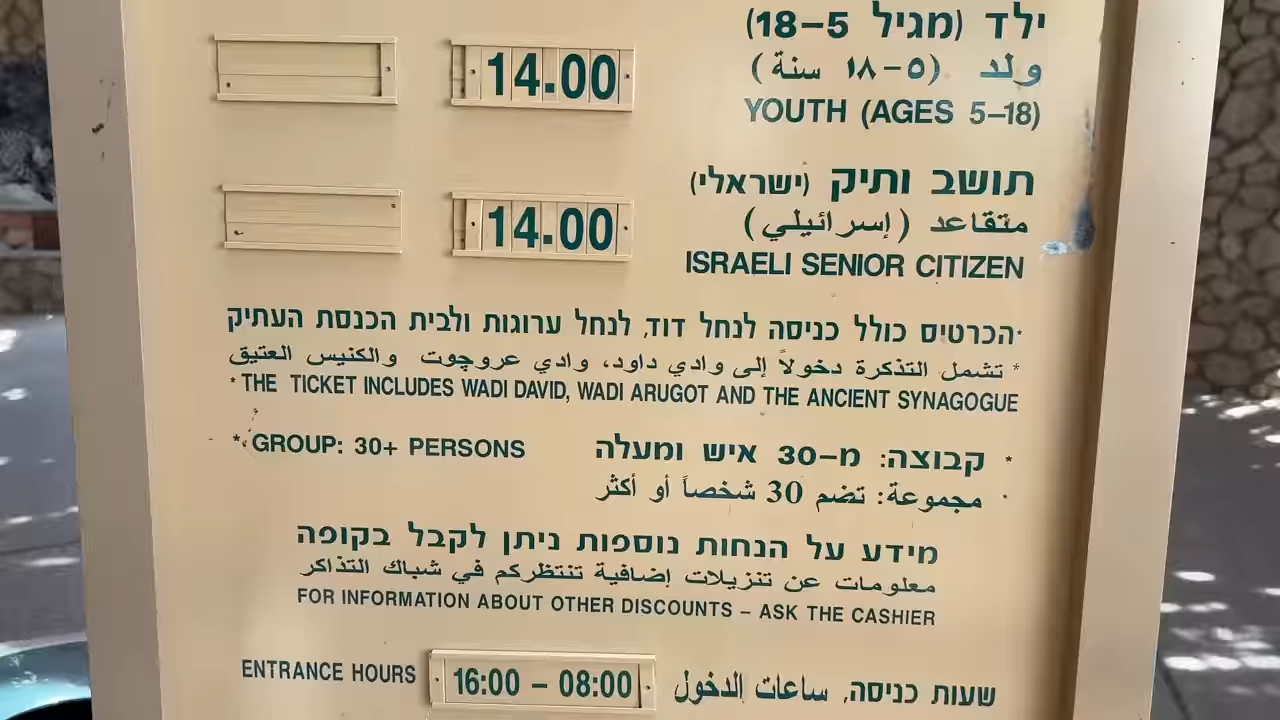 ילד (מגיל 5–18)
ولد (٥-١٨ سنة)
14.00
YOUTH (AGES 5–18)
תושב ותיק (ישראלי)
متقاعد (إسرائيلي)
14.00
ISRAELI SENIOR CITIZEN
*הכרטיס כולל כניסה לנחל דוד, לנחל ערוגות ולבית הכנסת העתיק
* تشمل التذكرة دخولاً إلى وادي داود، وادي عروچوت والكنيس العتيق
* THE TICKET INCLUDES WADI DAVID, WADI ARUGOT AND THE ANCIENT SYNAGOGUE
* קבוצה: מ–30 איש ומעלה
* GROUP: 30+ PERSONS
* مجموعة: تضم 30 شخصاً أو أكثر
מידע על הנחות נוספות ניתן לקבל בקופה
معلومات عن تنزيلات إضافية تنتظركم في شباك التذاكر
FOR INFORMATION ABOUT OTHER DISCOUNTS – ASK THE CASHIER
שעות כניסה, ساعات الدخول 16:00 – 08:00 ENTRANCE HOURS